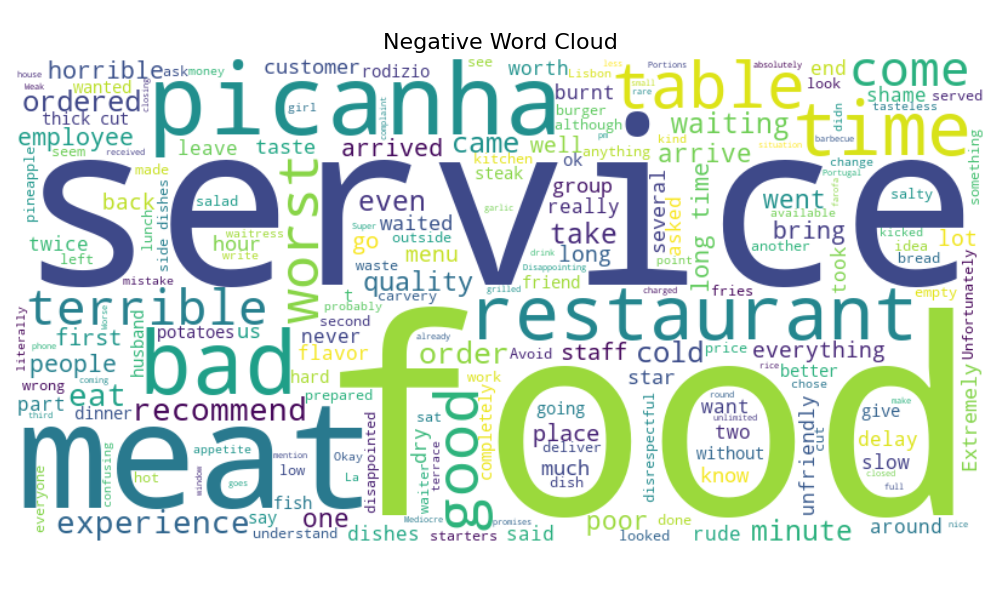 Negative Word Cloud
house
horrible
ask
money
customer
rodizio
see
worth
Lisbon
Portions
less
absolutely
end
come
Weak
wanted
closing
picanha
girl
complaint
burnt
small
rare
table
look
shame
served
ordered
thick cut
burger
tasteless
employee
leave
taste
arrived
came
well
although
waiting
kind
pm
barbecue
didn
time
seem
received
kitchen
ok
anything
arrive
situation
change
Portugal
something
pineapple
made
worst
steak
group
several
asked
long time
went
available
farofa
salty
back
lunch
side dishes
salad
even
garlic
really
bring
kicked
idea
service
twice
hour
waitress
write
Super
waited
go
outside
drink
take
another
took
bread
lot
left
menu
long
point
mistake
waste
quality
Disappointing
friend
carvery
grilled
charged
fries
empty
Unfortunately
literally
terrible
t
probably
restaurant
Worse
second
first
potatoes
us
never
already
phone
people
husband
bad
flavor
order
Avoid
staff
cold
price
everything
coming
hard
rice
better
wrong
eat
prepared
work
star
chose
Extremely
part
dinner
recommend
good
completely
round
want
unlimited
make
third
sat
going
place
two
give
meat
food
disappointed
dry
terrace
deliver
disrespectful
without
unfriendly
cut
delay
confusing
appetite
mention
Okay
much
know
slow
closed
everyone
hot
window
goes
low
La
waiter
dish
full
fish
experience
say
one
Mediocre
promises
poor
done
minute
around
nice
understand
dishes
starters
said
looked
rude